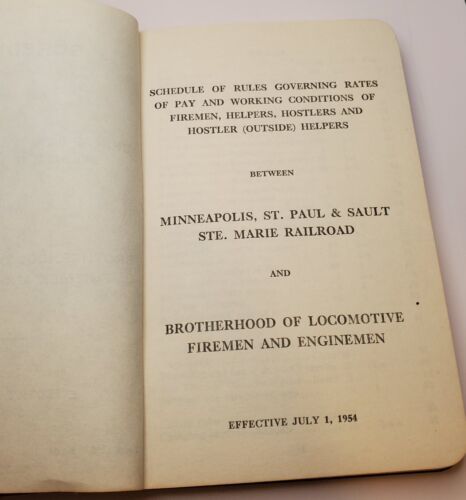 SCHEDULE OF RULES GOVERNING RATES
OF PAY AND WORKING CONDITIONS OF
FIREMEN, HELPERS, HOSTLERS AND
HOSTLER (OUTSIDE) HELPERS
BETWEEN
MINNEAPOLIS, ST. PAUL & SAULT
STE. MARIE RAILROAD
AND
BROTHERHOOD OF LOCOMOTIVE
FIREMEN AND ENGINEMEN
EFFECTIVE JULY 1, 1954